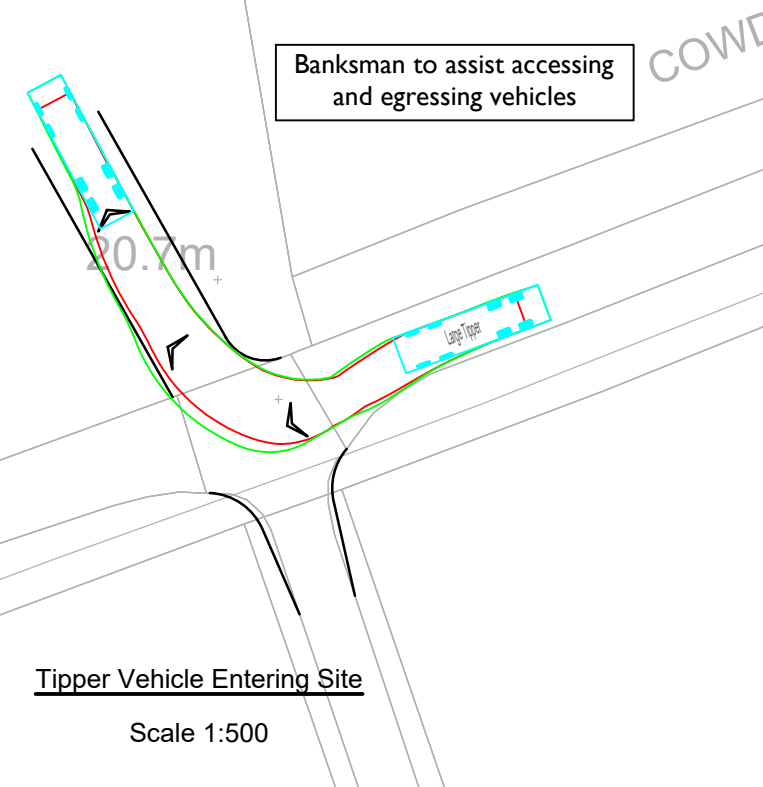 Banksman to assist accessing
and egressing vehicles
COWD
20.7m
Large Tipper
Tipper Vehicle Entering Site
Scale 1:500